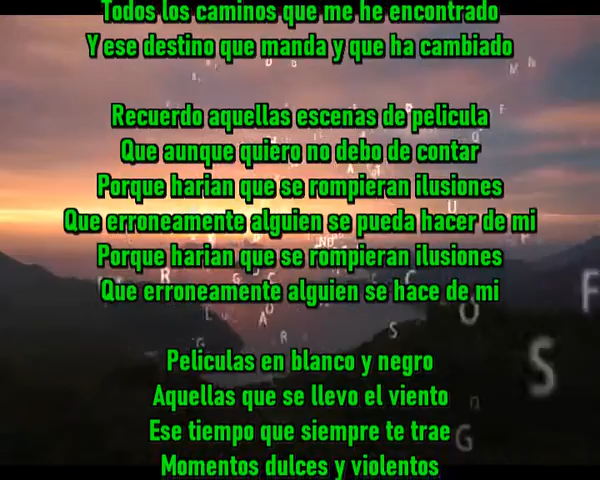 Todos los caminos que me he encontrado
Y ese destino que manda y que ha cambiado
Recuerdo aquellas escenas de pelicula
Que aunque quiero no debo de contar
Porque harian que se rompieran ilusiones
Que erroneamente alguien se pueda hacer de mi
Porque harian que se rompieran ilusiones
Que erroneamente alguien se hace de mi
Peliculas en blanco y negro
Aquellas que se llevo el viento
Ese tiempo que siempre te trae
Momentos dulces y violentos